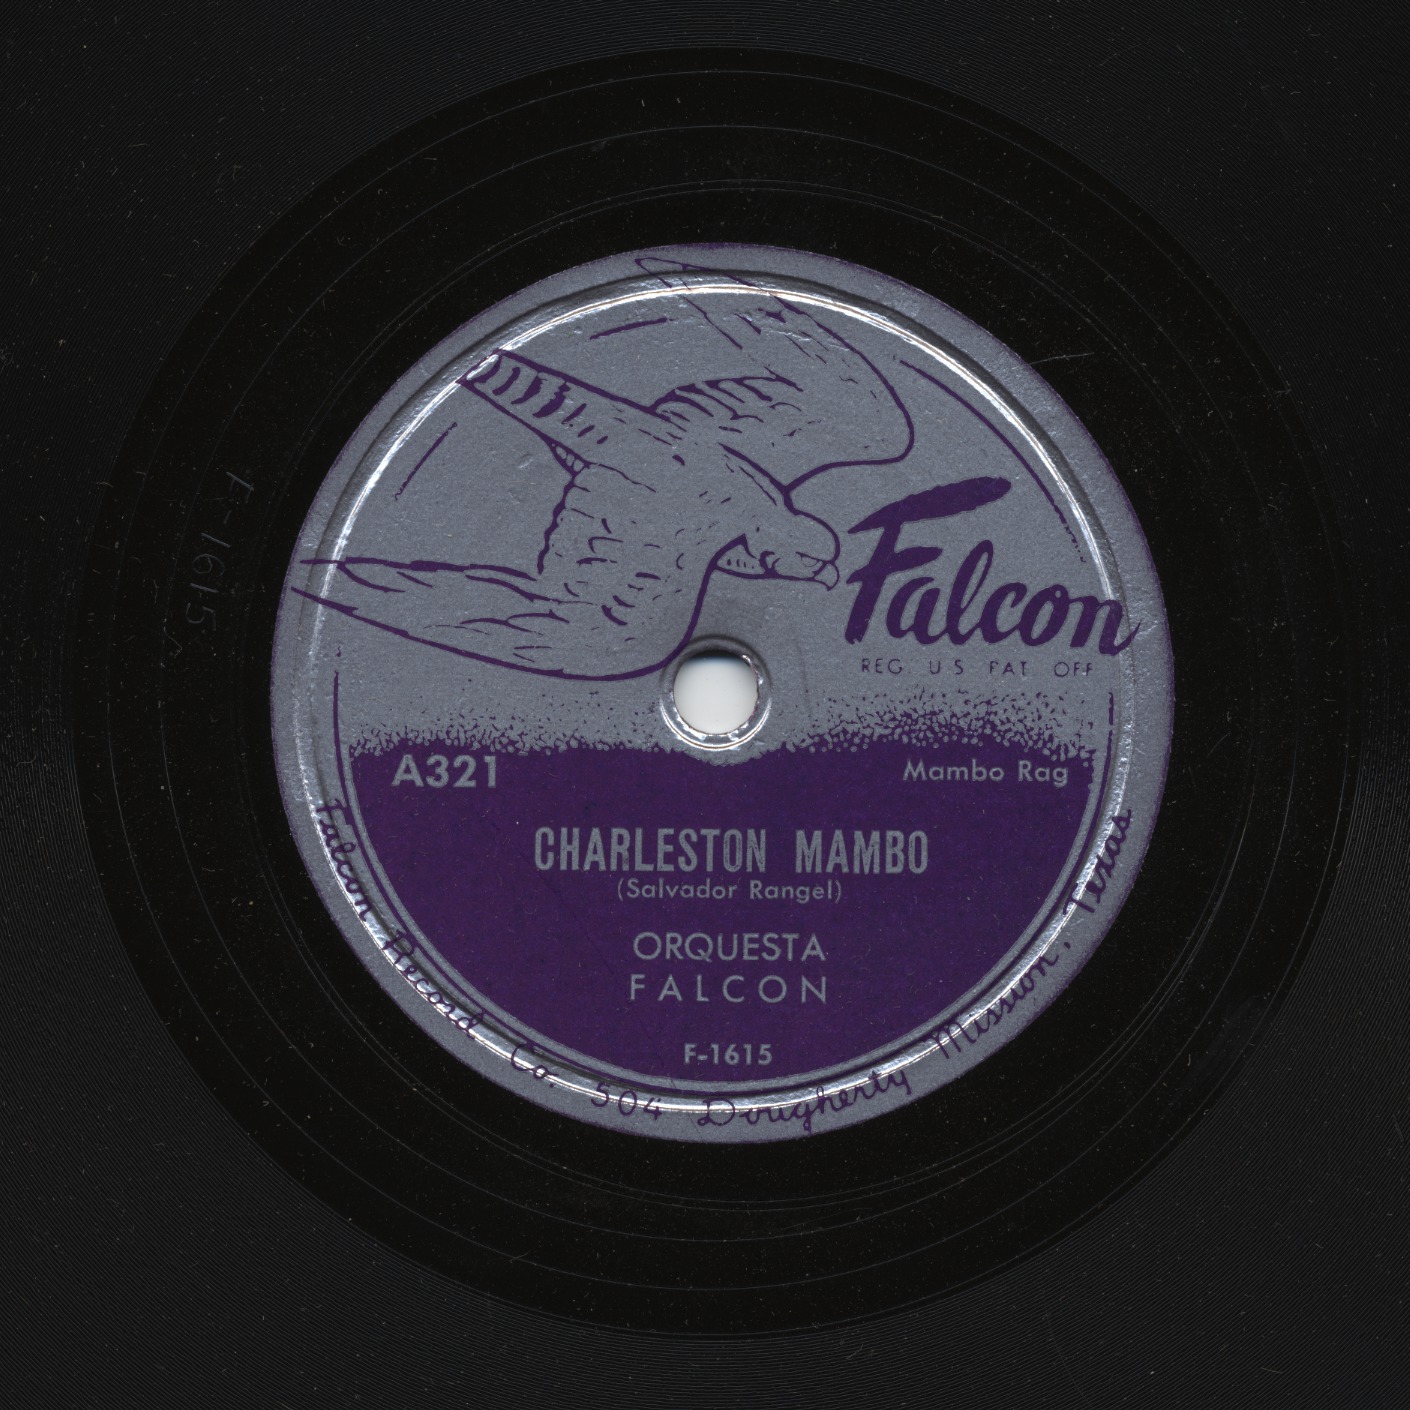 Falcon
REG U S PAT OFF
A321
Mambo Rag
CHARLESTON MAMBO
(Salvador Rangel)
ORQUESTA
FALCON
F-1615
Falcon Record Co. 504 Dougherty Mission, Texas
F-1615